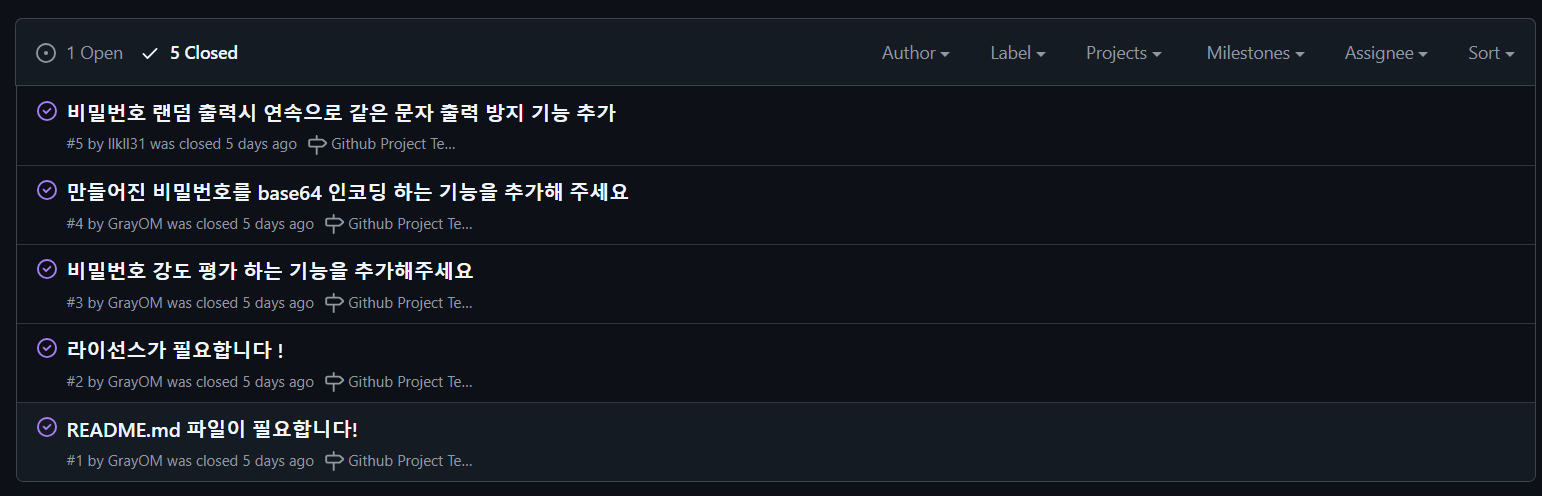 1 Open 5 Closed Author Label Projects Milestones Assignee Sort
비밀번호 랜덤 출력시 연속으로 같은 문자 출력 방지 기능 추가
#5 by llkll31 was closed 5 days ago Github Project Te...
만들어진 비밀번호를 base64 인코딩 하는 기능을 추가해 주세요
#4 by GrayOM was closed 5 days ago Github Project Te...
비밀번호 강도 평가 하는 기능을 추가해주세요
#3 by GrayOM was closed 5 days ago Github Project Te...
라이선스가 필요합니다 !
#2 by GrayOM was closed 5 days ago Github Project Te...
README.md 파일이 필요합니다!
#1 by GrayOM was closed 5 days ago Github Project Te...